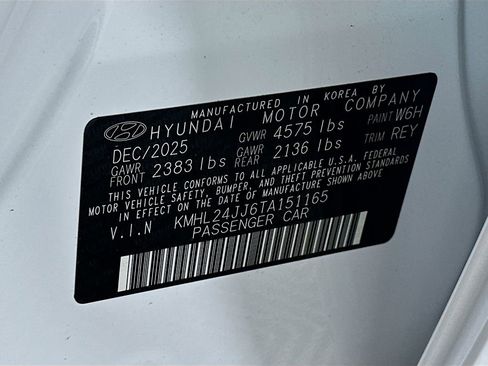 MANUFACTURED IN KOREA BY
HYUNDAI MOTOR COMPANY
DEC/2025 GVWR 4575 lbs PAINT W6H
GAWR FRONT 2383 lbs GAWR REAR 2136 lbs TRIM REY
THIS VEHICLE CONFORMS TO ALL APPLICABLE U.S.A. FEDERAL
MOTOR VEHICLE SAFETY, BUMPER, AND THEFT PREVENTION STANDARDS
IN EFFECT ON THE DATE OF MANUFACTURE SHOWN ABOVE.
V.I.N KMHL24JJ6TA151165
PASSENGER CAR